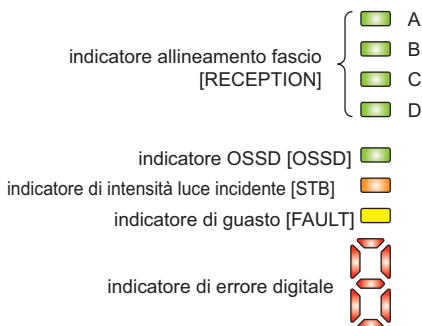 A
B
indicatore allineamento fascio
[RECEPTION]
C
D
indicatore OSSD [OSSD]
indicatore di intensità luce incidente [STB]
indicatore di guasto [FAULT]
indicatore di errore digitale